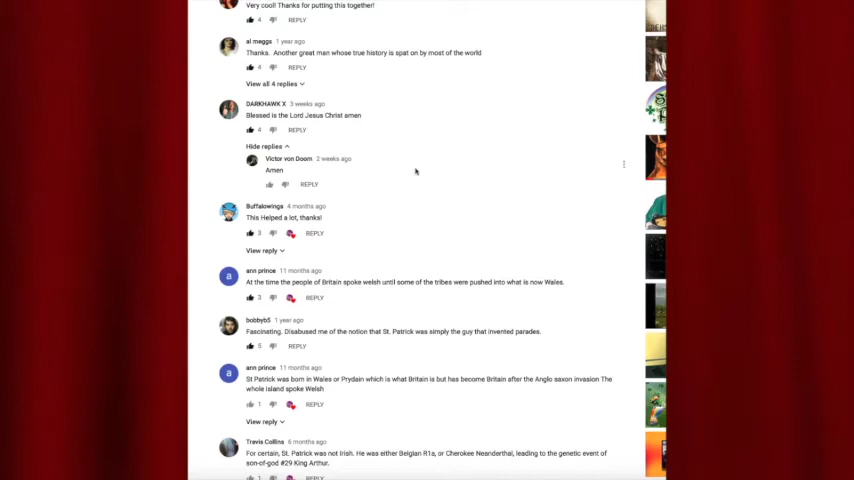 Very cool! Thanks for putting this together!
4 REPLY
al meggs 1 year ago
Thanks. Another great man whose true history is spat on by most of the world
4 REPLY
View all 4 replies
DARKHAWK X 3 weeks ago
Blessed is the Lord Jesus Christ amen
4 REPLY
Hide replies
Victor von Doom 2 weeks ago
Amen
REPLY
Buffalowings 4 months ago
This Helped a lot, thanks!
3 REPLY
View reply
a
ann prince 11 months ago
At the time the people of Britain spoke welsh until some of the tribes were pushed into what is now Wales.
3 REPLY
bobbyb5 1 year ago
Fascinating. Disabused me of the notion that St. Patrick was simply the guy that invented parades.
5 REPLY
a
ann prince 11 months ago
St Patrick was born in Wales or Prydain which is what Britain is but has become Britain after the Anglo saxon invasion The
whole island spoke Welsh
1 REPLY
View reply
Travis Collins 6 months ago
For certain, St. Patrick was not Irish. He was either Belgian R1a, or Cherokee Neanderthal, leading to the genetic event of
son-of-god #29 King Arthur.
1 REPLY